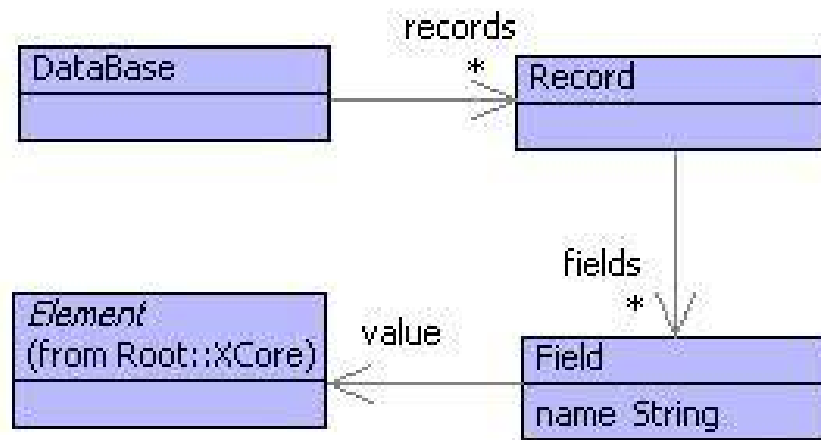 records
*
DataBase
Record
fields
*
Element
(from Root::XCore)
value
Field
name String